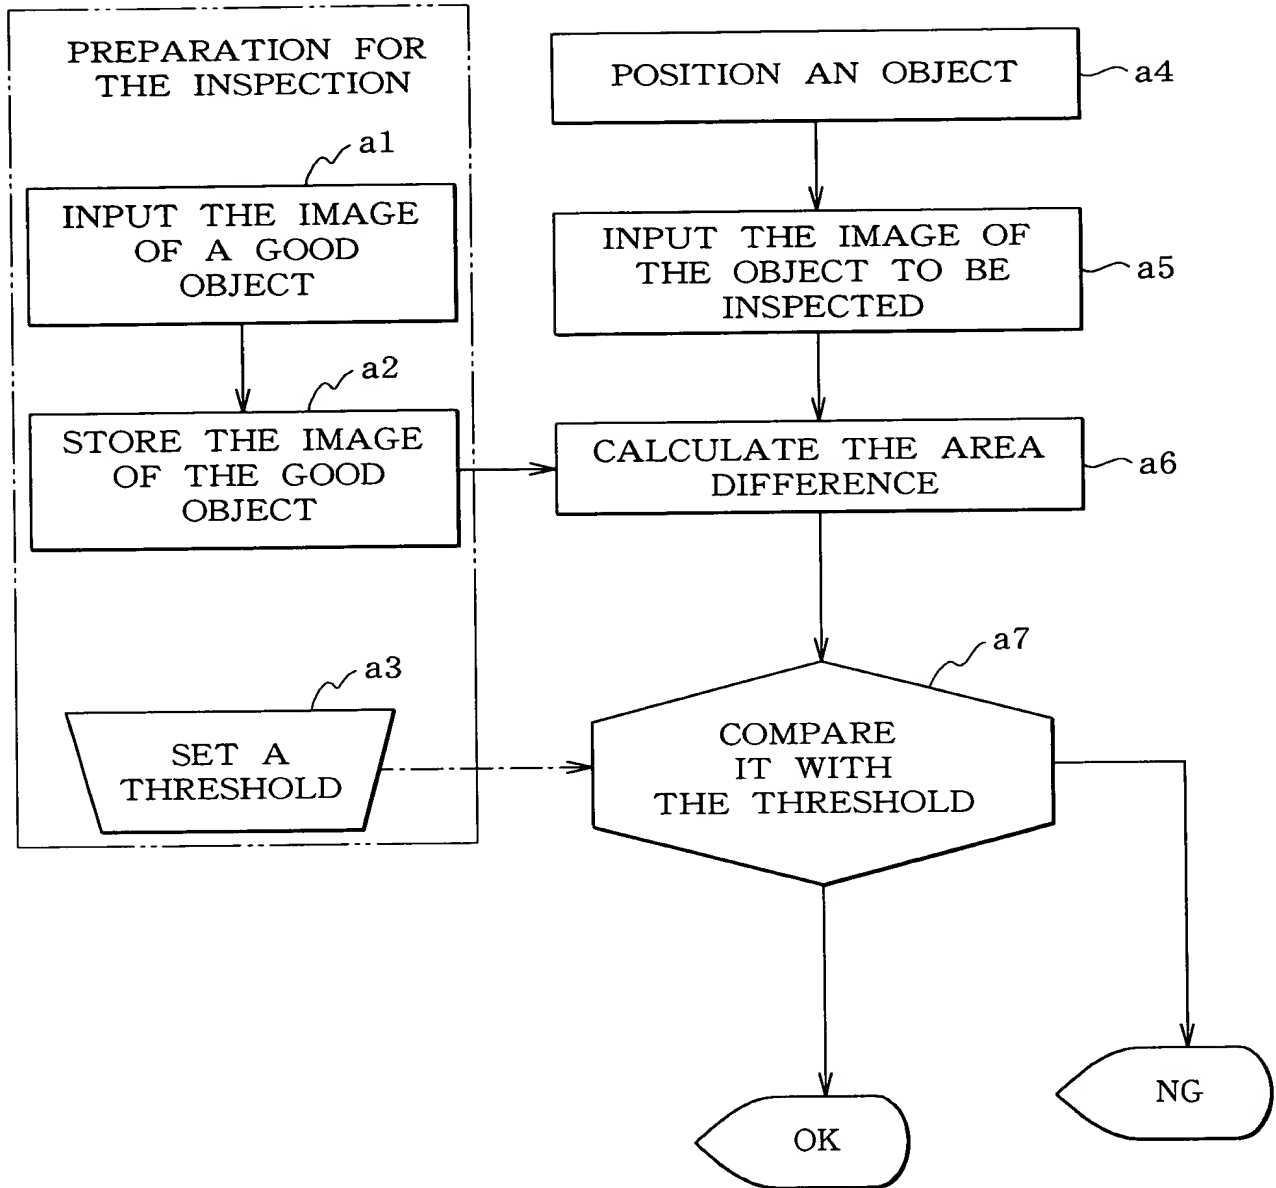 PREPARATION FOR
THE INSPECTION
a1
INPUT THE IMAGE
OF A GOOD
OBJECT
a2
STORE THE IMAGE
OF THE GOOD
OBJECT
a3
SET A
THRESHOLD
POSITION AN OBJECT
a4
INPUT THE IMAGE OF
THE OBJECT TO BE
INSPECTED
a5
CALCULATE THE AREA
DIFFERENCE
a6
a7
COMPARE
IT WITH
THE THRESHOLD
OK
NG